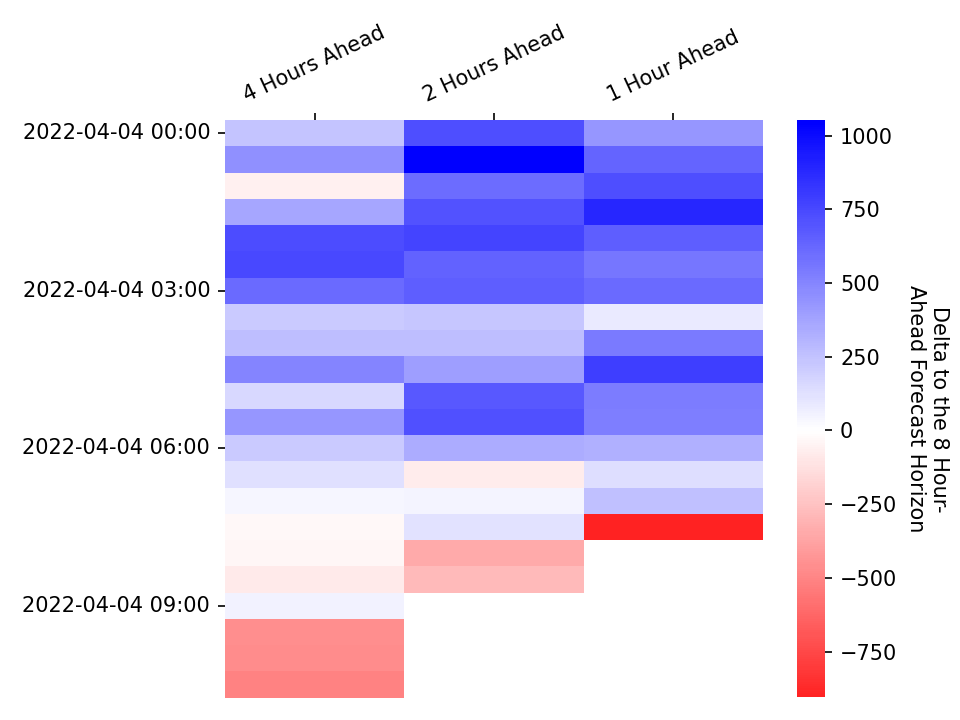 4 Hours Ahead
2 Hours Ahead
1 Hour Ahead
2022-04-04 00:00
2022-04-04 03:00
2022-04-04 06:00
2022-04-04 09:00
1000
750
500
250
0
−250
−500
−750
Delta to the 8 Hour-
Ahead Forecast Horizon